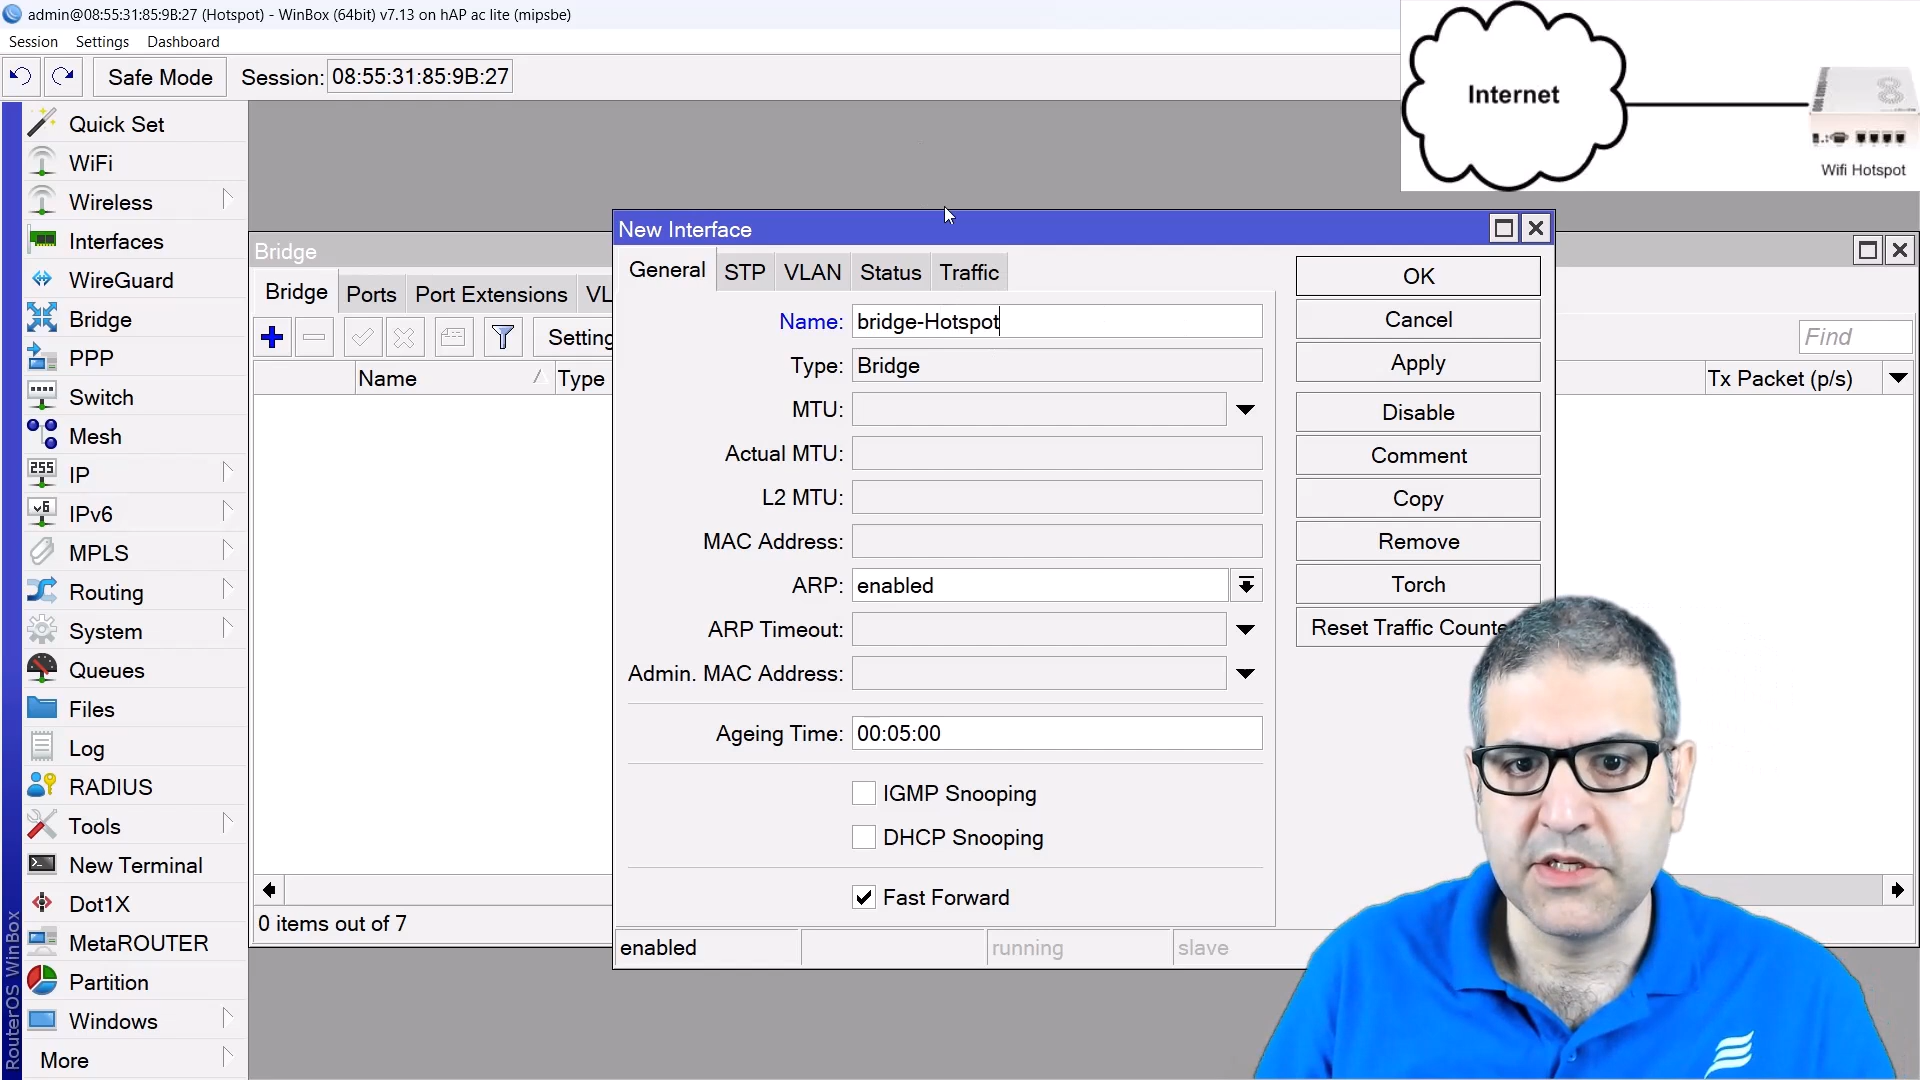 admin@08:55:31:85:9B:27 (Hotspot) - WinBox (64bit) v7.13 on hAP ac lite (mipsbe)
Session Settings Dashboard
Safe Mode Session: 08:55:31:85:9B:27
Internet
Wifi Hotspot
Quick Set
WiFi
Wireless
Interfaces
WireGuard
Bridge
PPP
Switch
Mesh
255
IP
v6
IPv6
MPLS
Routing
System
Queues
Files
Log
RADIUS
Tools
New Terminal
Dot1X
MetaROUTER
Partition
Windows
More
RouterOS WinBox
Bridge
Bridge Ports Port Extensions VL
Setting
Find
Name Type
Tx Packet (p/s)
0 items out of 7
New Interface
General STP VLAN Status Traffic
Name: bridge-Hotspot
Type: Bridge
MTU:
Actual MTU:
L2 MTU:
MAC Address:
ARP: enabled
ARP Timeout:
Admin. MAC Address:
Ageing Time: 00:05:00
IGMP Snooping
DHCP Snooping
Fast Forward
enabled running slave
OK
Cancel
Apply
Disable
Comment
Copy
Remove
Torch
Reset Traffic Counte